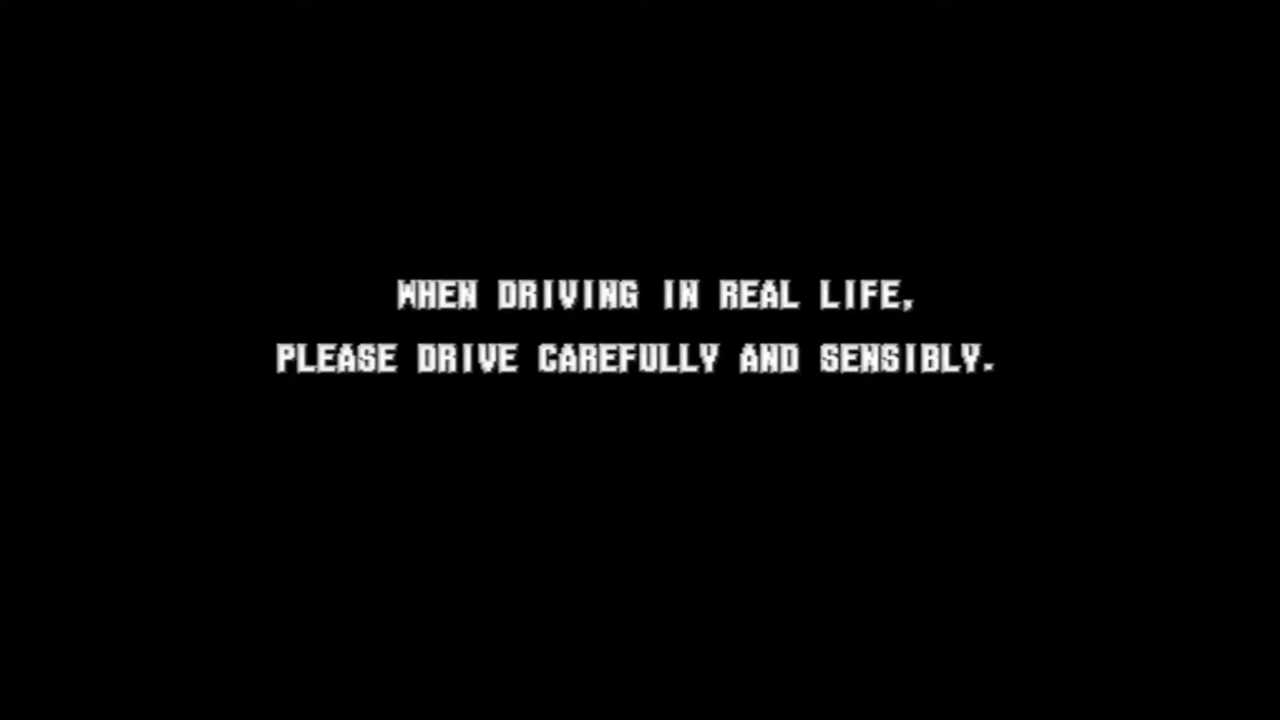 WHEN DRIVING IN REAL LIFE,
PLEASE DRIVE CAREFULLY AND SENSIBLY.